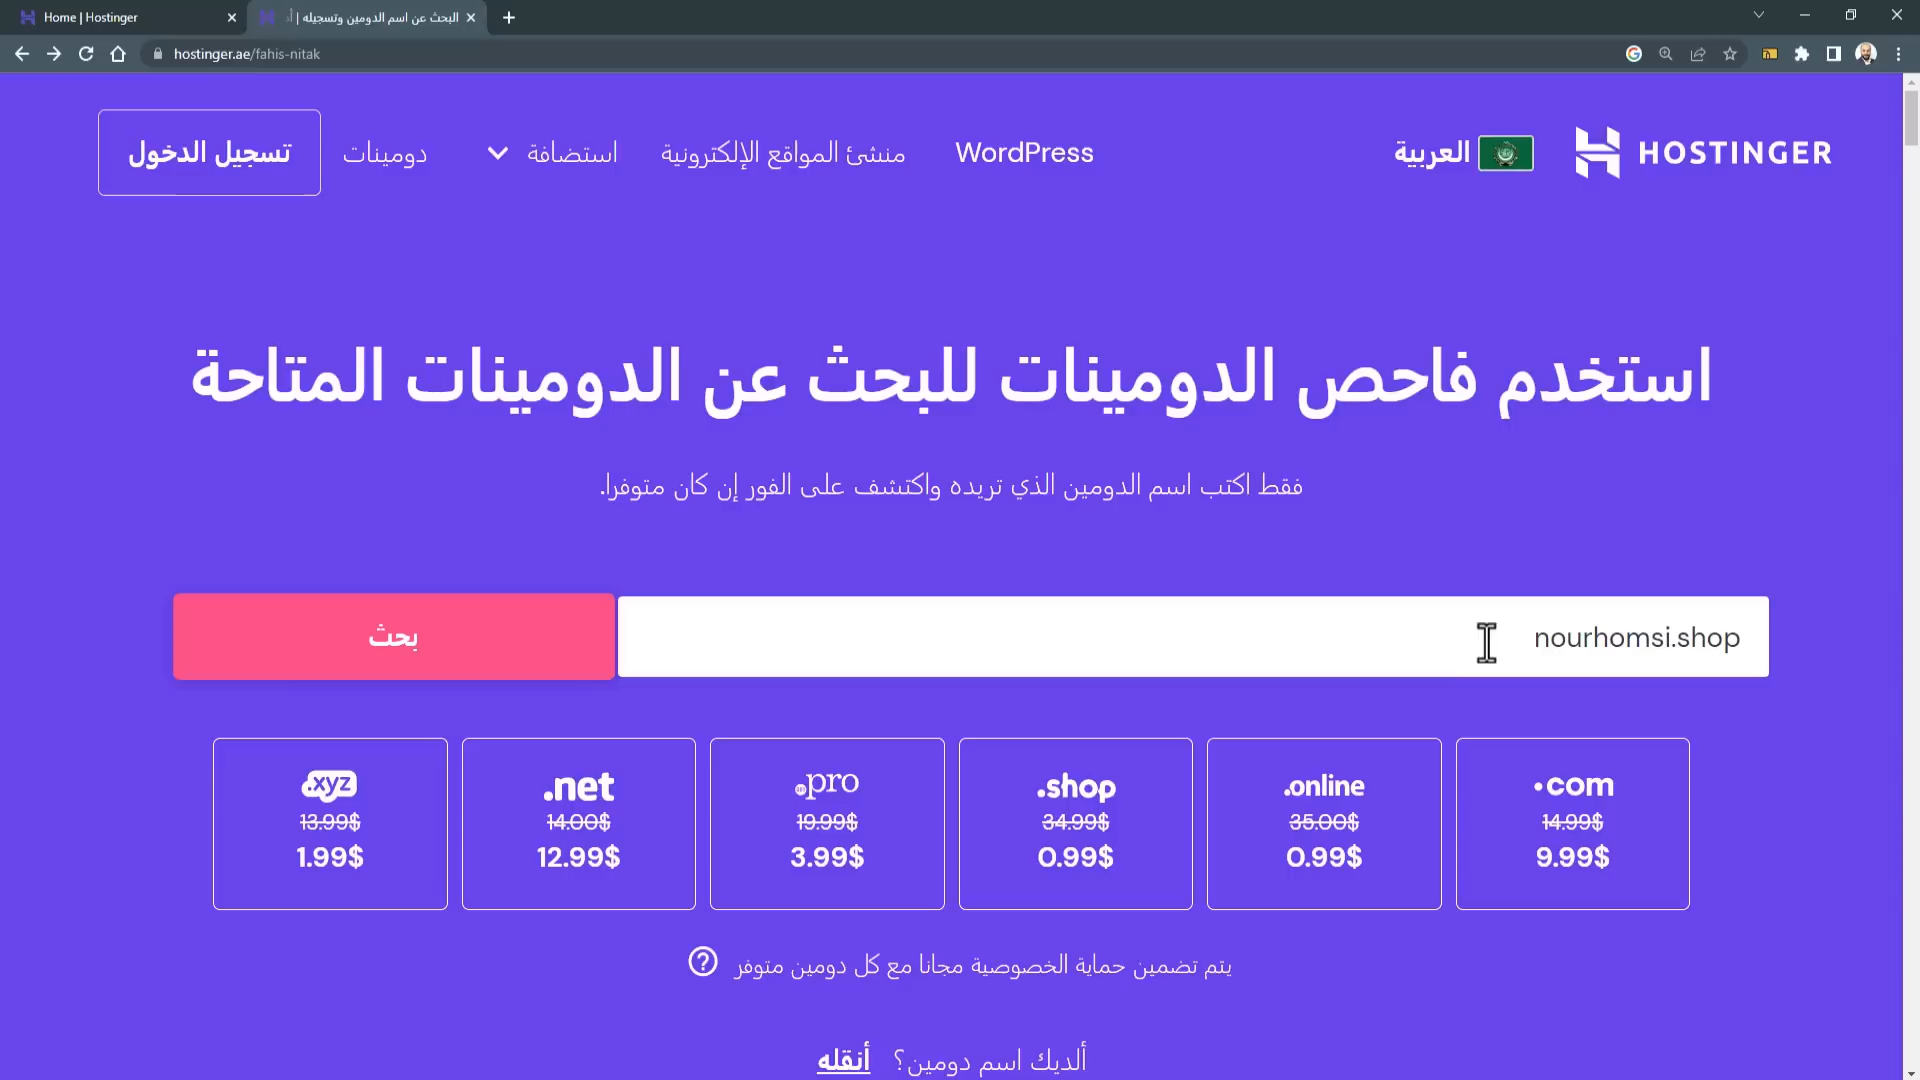 Home | Hostinger
البحث عن اسم الدومين وتسجيله | أ
hostinger.ae/fahis-nitak
HOSTINGER
العربية
WordPress
منشئ المواقع الإلكترونية
استضافة
دومينات
تسجيل الدخول
استخدم فاحص الدومينات للبحث عن الدومينات المتاحة
فقط اكتب اسم الدومين الذي تريده واكتشف على الفور إن كان متوفرا.
nourhomsi.shop
بحث
.com
14.99$
9.99$
.online
35.00$
0.99$
.shop
34.99$
0.99$
.pro
19.99$
3.99$
.net
14.00$
12.99$
.xyz
13.99$
1.99$
يتم تضمين حماية الخصوصية مجانا مع كل دومين متوفر
ألديك اسم دومين؟ أنقله